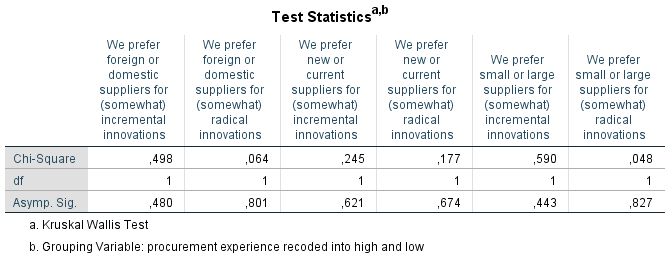 Test Statisticsa,b
We prefer foreign or domestic suppliers for (somewhat) incremental innovations
We prefer foreign or domestic suppliers for (somewhat) radical innovations
We prefer new or current suppliers for (somewhat) incremental innovations
We prefer new or current suppliers for (somewhat) radical innovations
We prefer small or large suppliers for (somewhat) incremental innovations
We prefer small or large suppliers for (somewhat) radical innovations
Chi-Square ,498 ,064 ,245 ,177 ,590 ,048
df 1 1 1 1 1 1
Asymp. Sig. ,480 ,801 ,621 ,674 ,443 ,827
a. Kruskal Wallis Test
b. Grouping Variable: procurement experience recoded into high and low